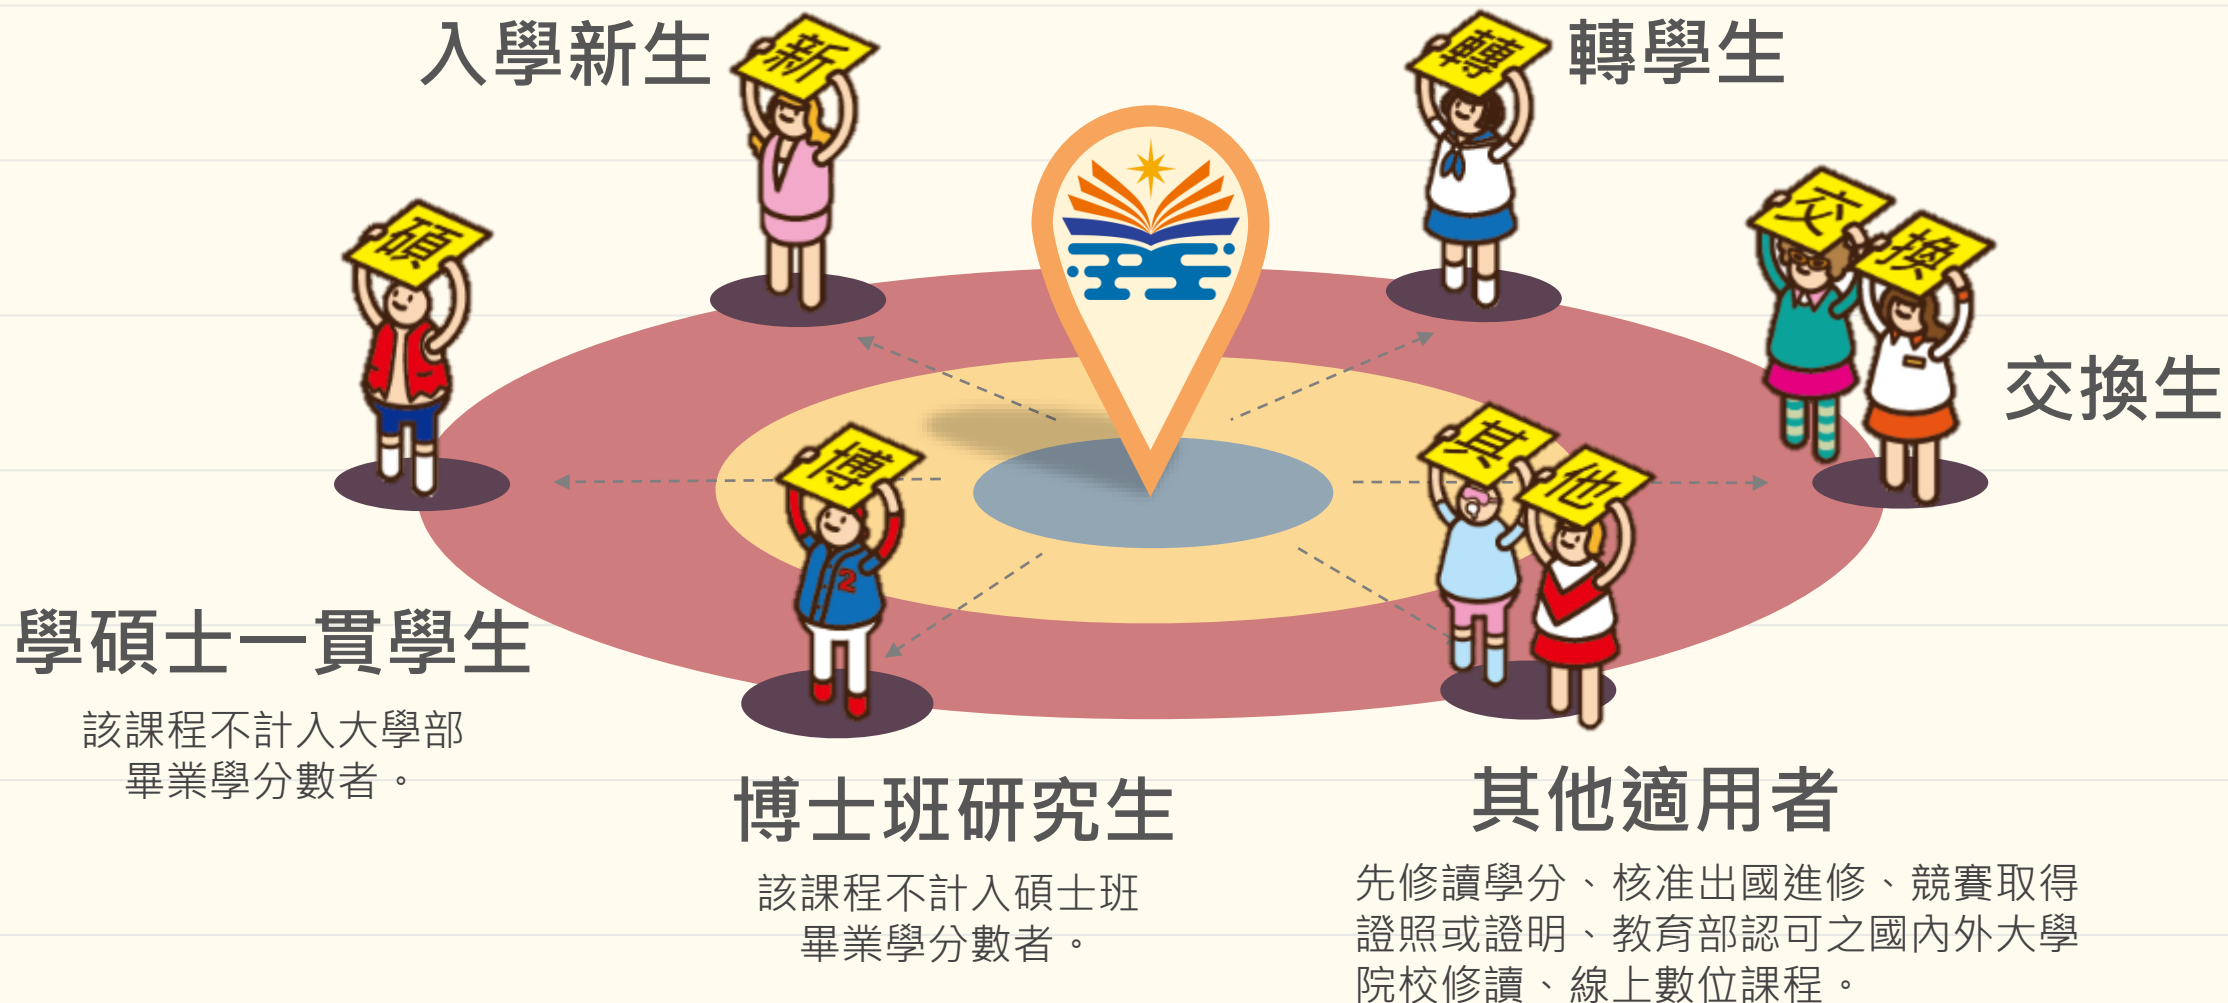 入學新生
新
轉
轉學生
碩
交
換
交換生
學碩士一貫學生
該課程不計入大學部
畢業學分數者。
博
2
其
他
博士班研究生
該課程不計入碩士班
畢業學分數者。
其他適用者
先修讀學分、核准出國進修、競賽取得
證照或證明、教育部認可之國內外大學
院校修讀、線上數位課程。